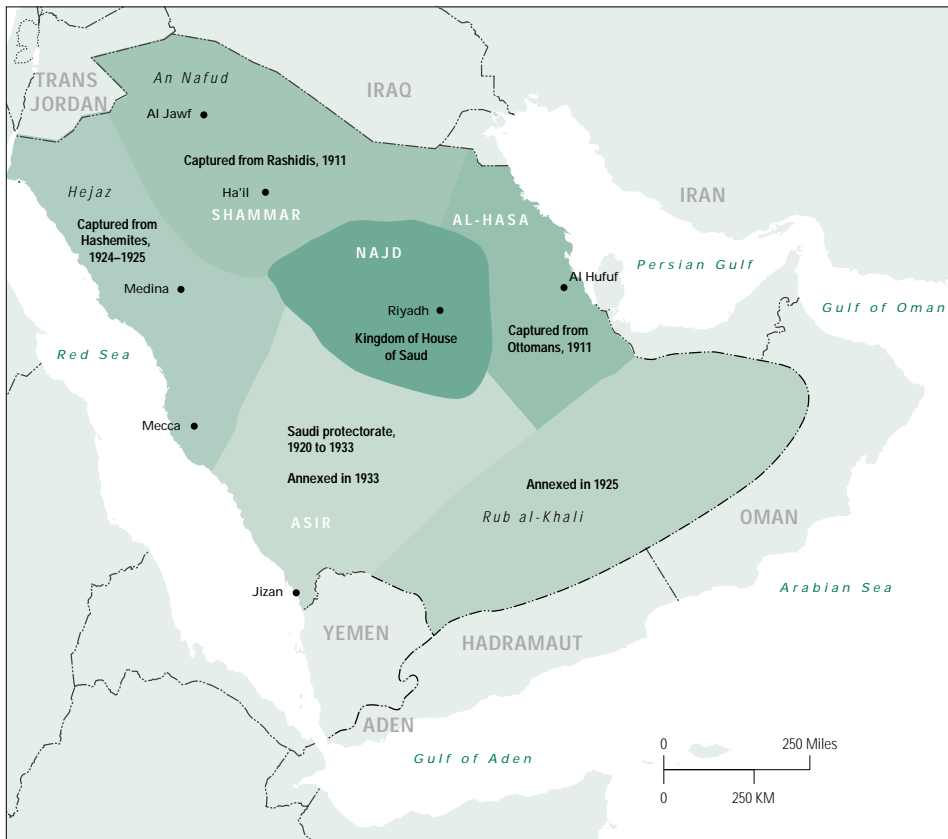 An Nafud
TRANS
JORDAN
IRAQ
Al Jawf
Captured from Rashidis, 1911
Hejaz
Ha'il
SHAMMAR
IRAN
Captured from
Hashemites,
1924–1925
AL-HASA
NAJD
Persian Gulf
Medina
Al Hufuf
Gulf of Oman
Riyadh
Kingdom of House
of Saud
Captured from
Ottomans, 1911
Red Sea
Mecca
Saudi protectorate,
1920 to 1933
Annexed in 1933
Annexed in 1925
ASIR
Rub al-Khali
OMAN
Arabian Sea
Jizan
YEMEN
HADRAMAUT
ADEN
Gulf of Aden
0 250 Miles
0 250 KM